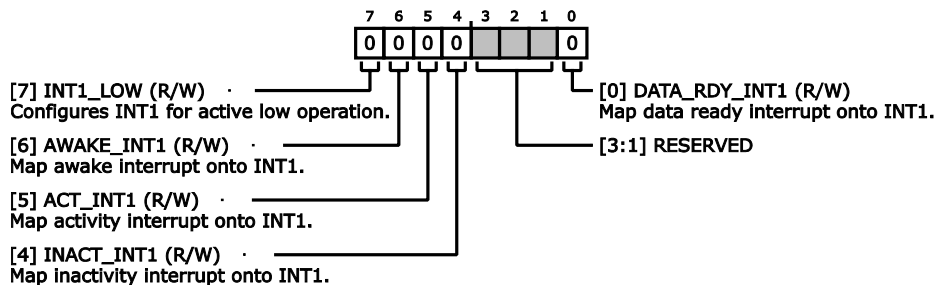 7 6 5 4 3 2 1 0
0 0 0 0 0
[7] INT1_LOW (R/W)
Configures INT1 for active low operation.
[0] DATA_RDY_INT1 (R/W)
Map data ready interrupt onto INT1.
[6] AWAKE_INT1 (R/W)
Map awake interrupt onto INT1.
[3:1] RESERVED
[5] ACT_INT1 (R/W)
Map activity interrupt onto INT1.
[4] INACT_INT1 (R/W)
Map inactivity interrupt onto INT1.